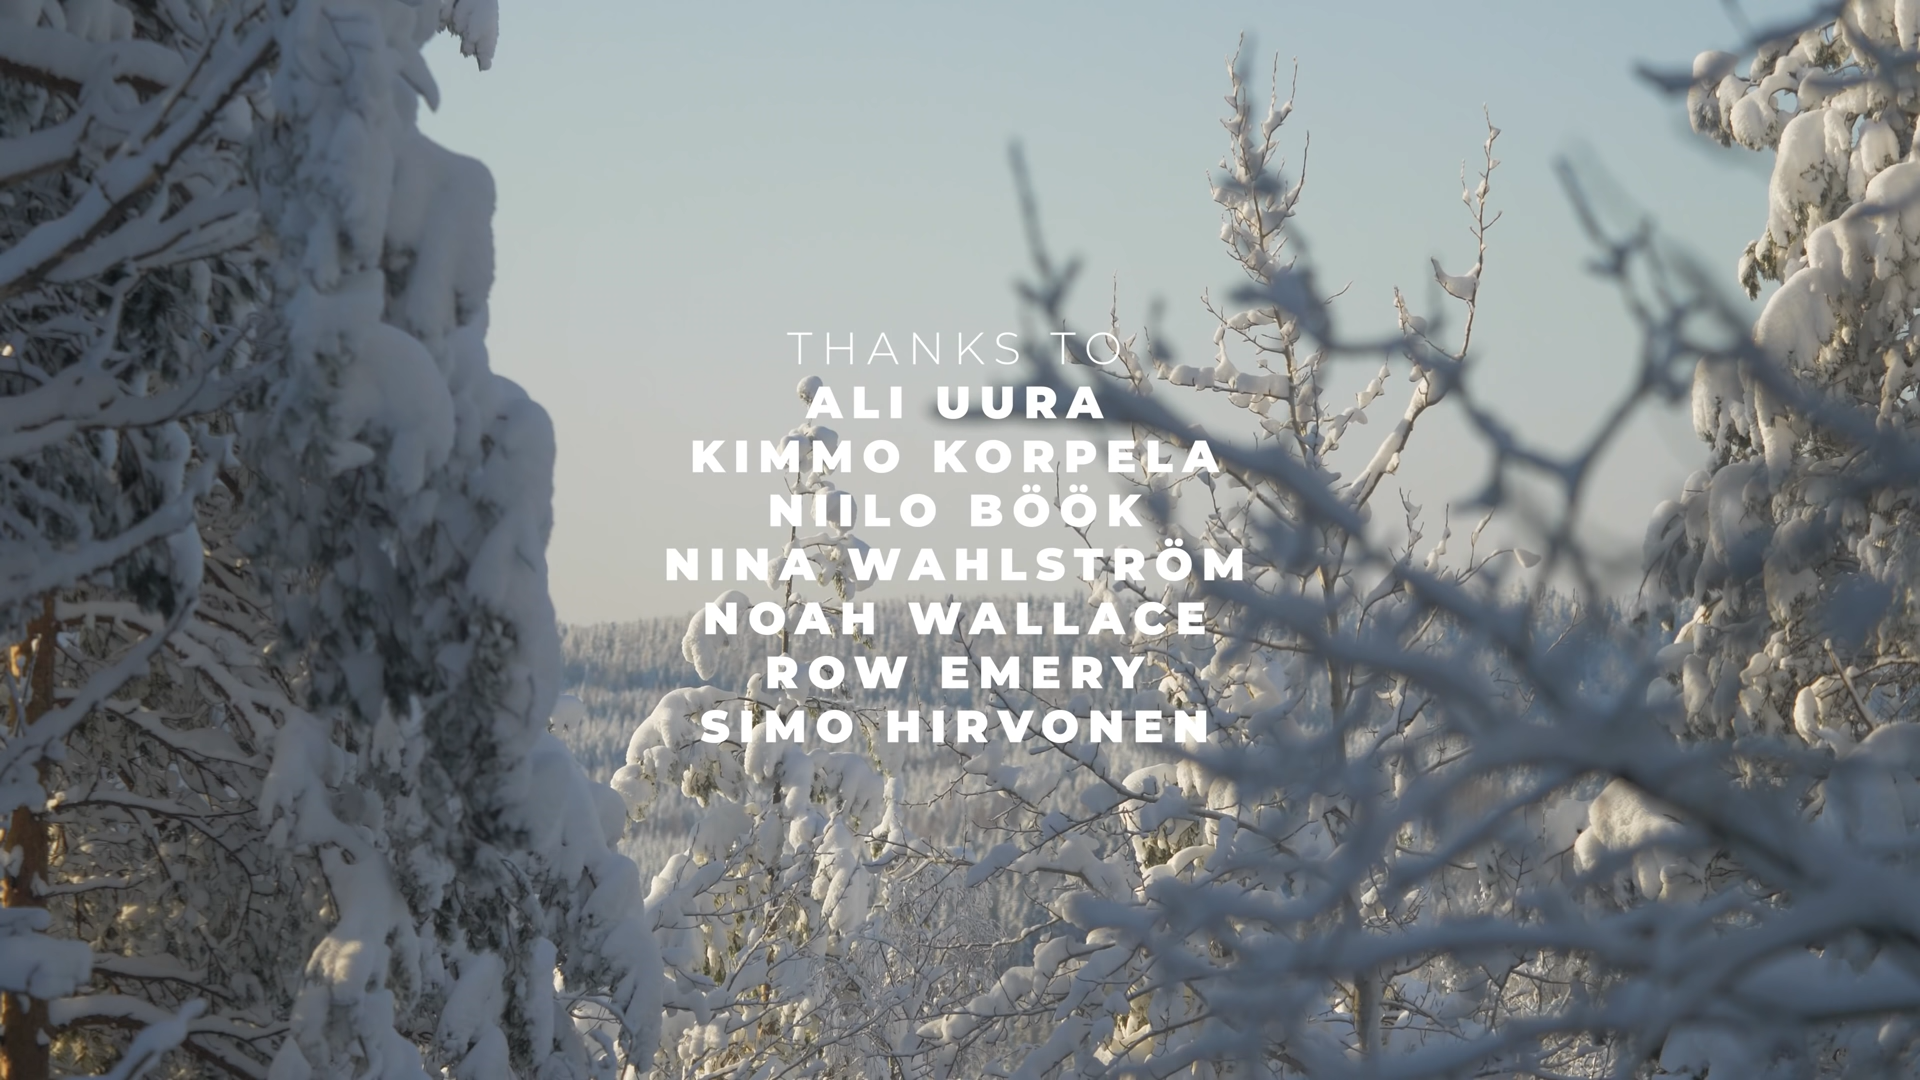 THANKS TO
ALI UURA
KIMMO KORPELA
NIILO BÖÖK
NINA WAHLSTRÖM
NOAH WALLACE
ROW EMERY
SIMO HIRVONEN